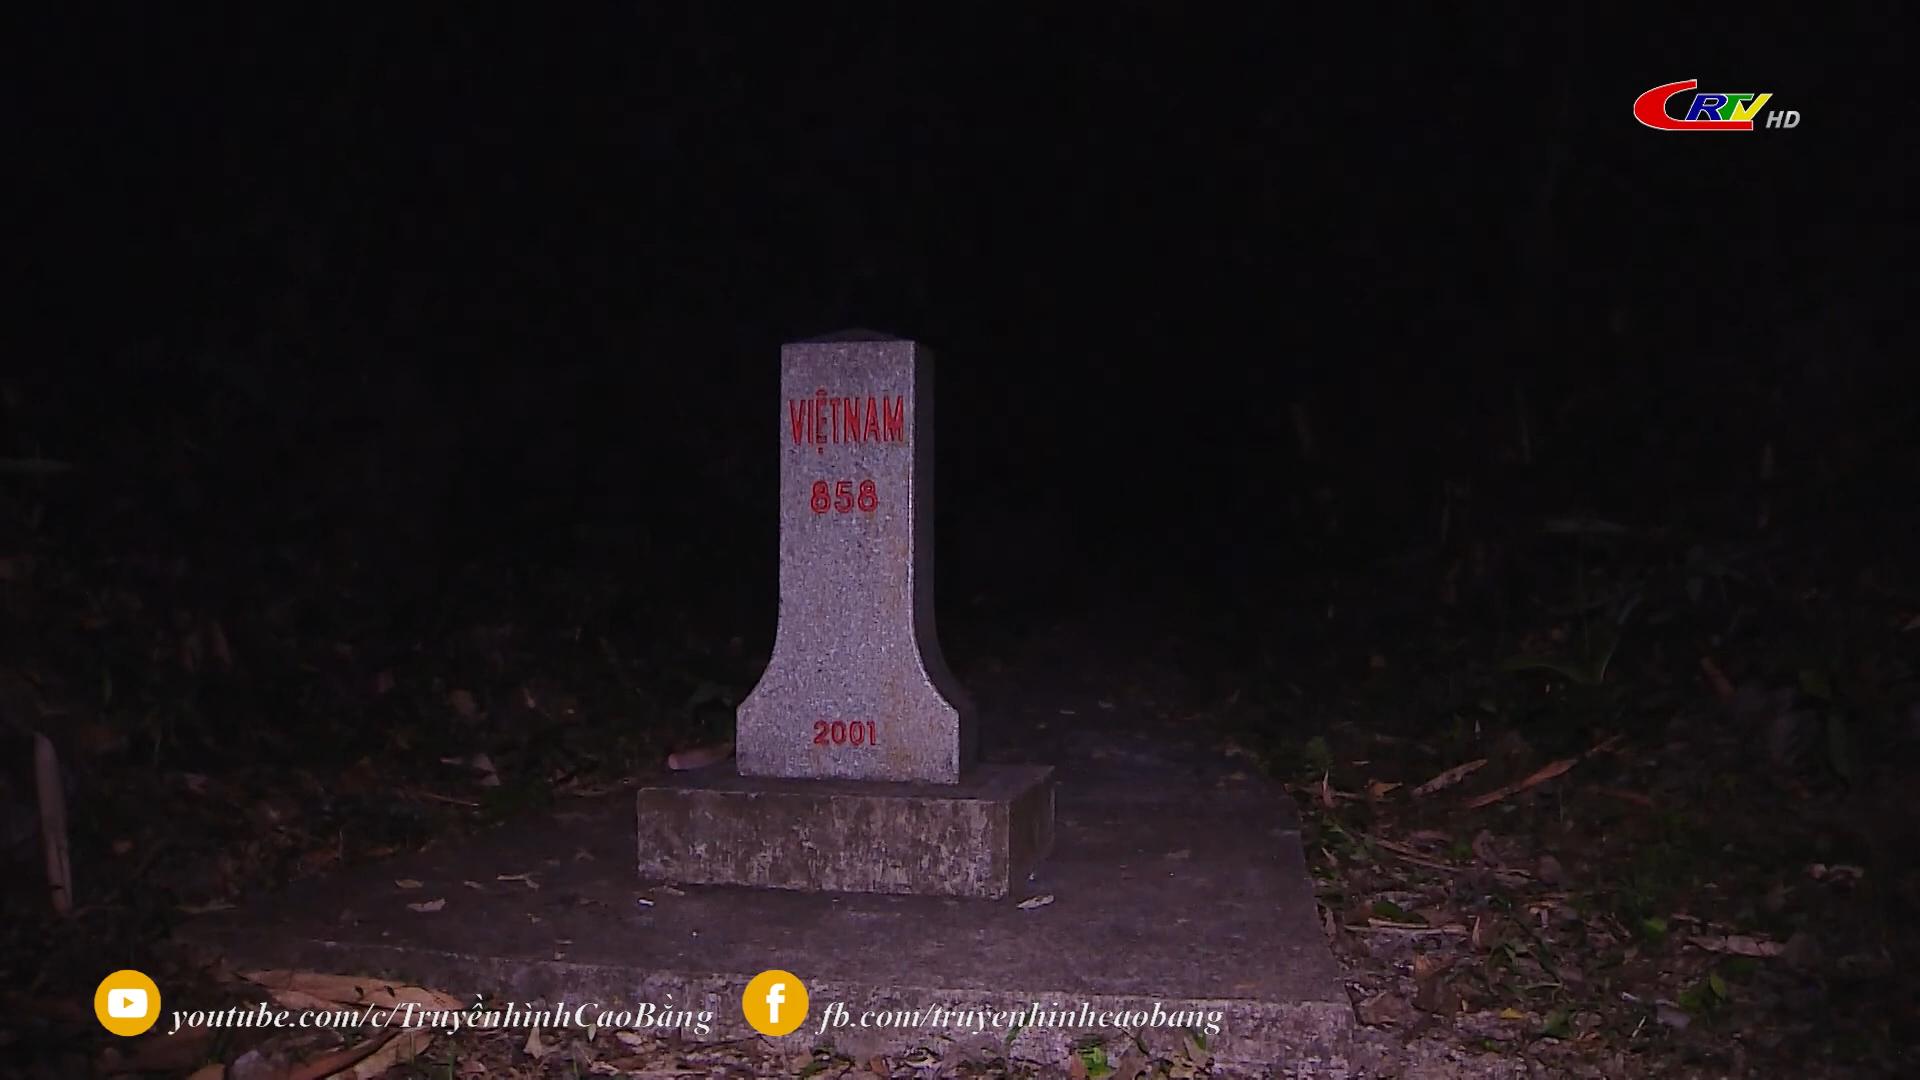 CRTV HD
VIỆTNAM
858
2001
youtube.com/c/TruyềnhìnhCaoBằng
fb.com/truyenhinhcaobang